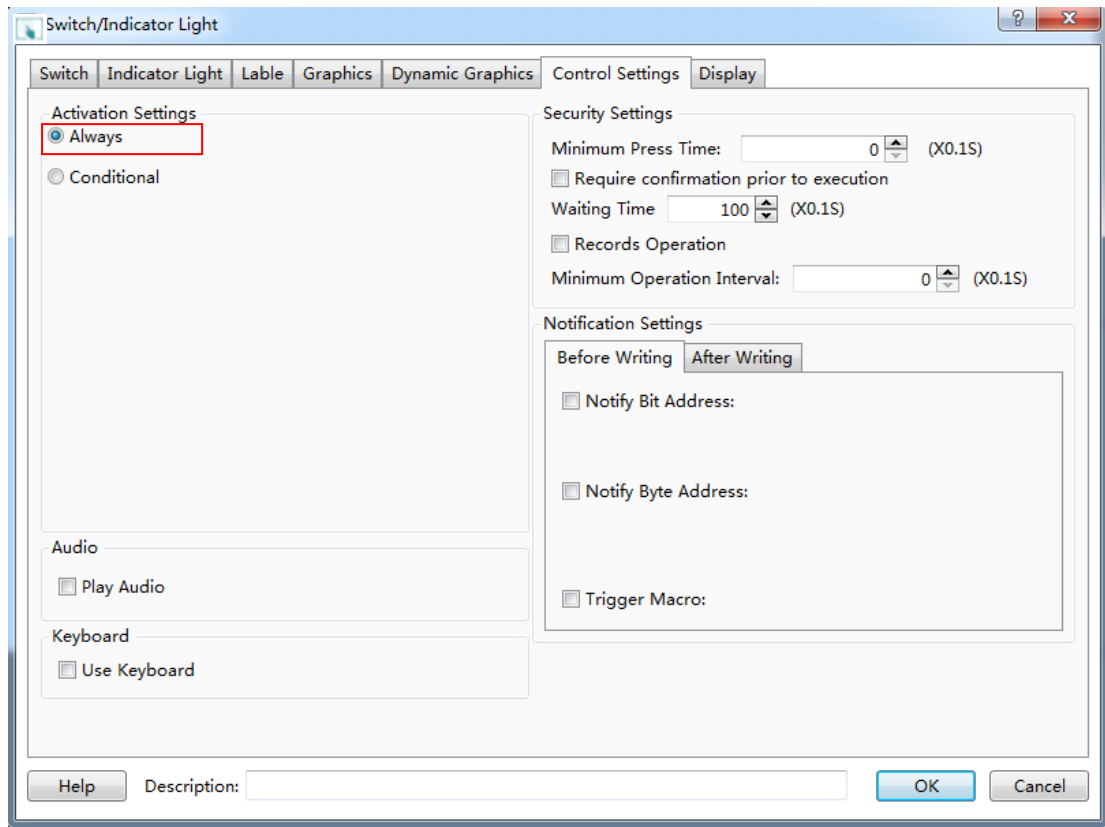 Switch/Indicator Light
?
X
Switch Indicator Light Lable Graphics Dynamic Graphics Control Settings Display
Activation Settings
Always
Conditional
Audio
Play Audio
Keyboard
Use Keyboard
Security Settings
Minimum Press Time: 0 (X0.1S)
Require confirmation prior to execution
Waiting Time 100 (X0.1S)
Records Operation
Minimum Operation Interval: 0 (X0.1S)
Notification Settings
Before Writing After Writing
Notify Bit Address:
Notify Byte Address:
Trigger Macro:
Help Description: OK Cancel